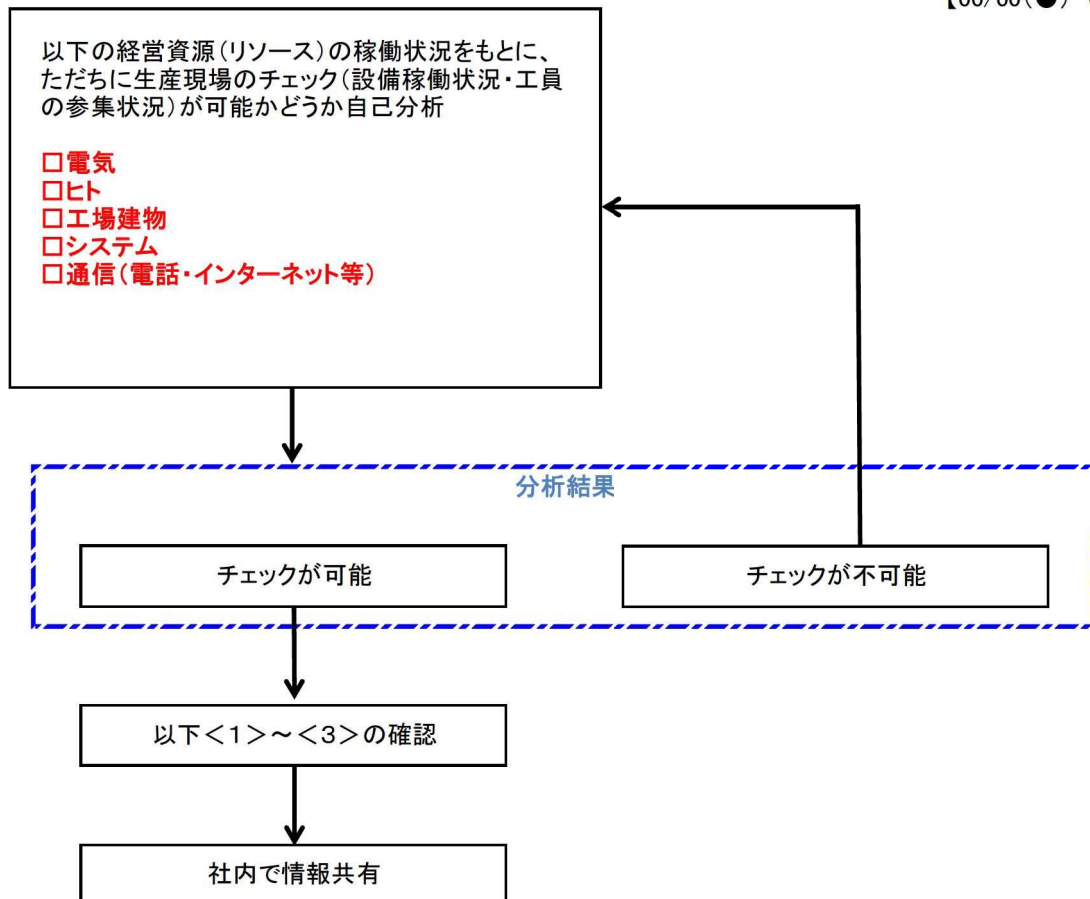 以下の経営資源(リソース)の稼働状況をもとに、
ただちに生産現場のチェック(設備稼働状況・工員
の参集状況)が可能かどうか自己分析
□電気
□ヒト
□工場建物
□システム
□通信(電話・インターネット等)
分析結果
チェックが可能
チェックが不可能
以下<1>~<3>の確認
社内で情報共有